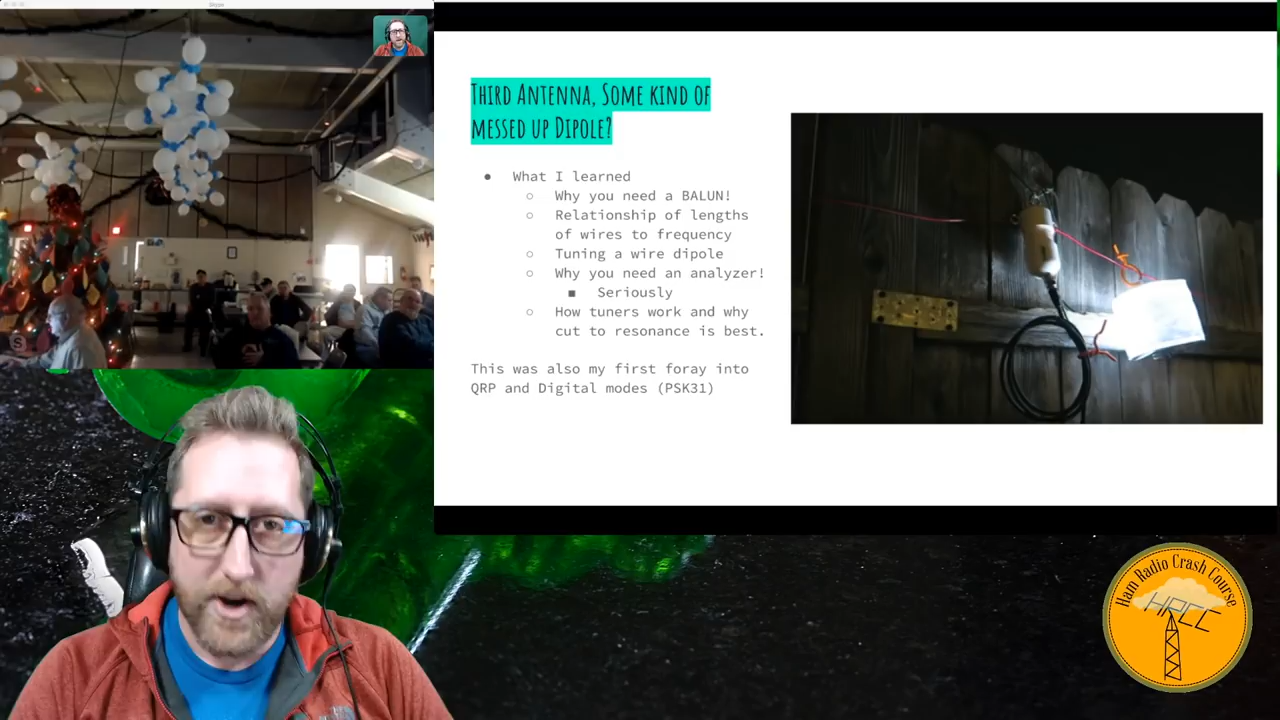 Skype
THIRD ANTENNA, SOME KIND OF
MESSED UP DIPOLE?
● What I learned
○ Why you need a BALUN!
○ Relationship of lengths
of wires to frequency
○ Tuning a wire dipole
○ Why you need an analyzer!
■ Seriously
○ How tuners work and why
cut to resonance is best.
This was also my first foray into
QRP and Digital modes (PSK31)
S
Ham Radio Crash Course
HRCC